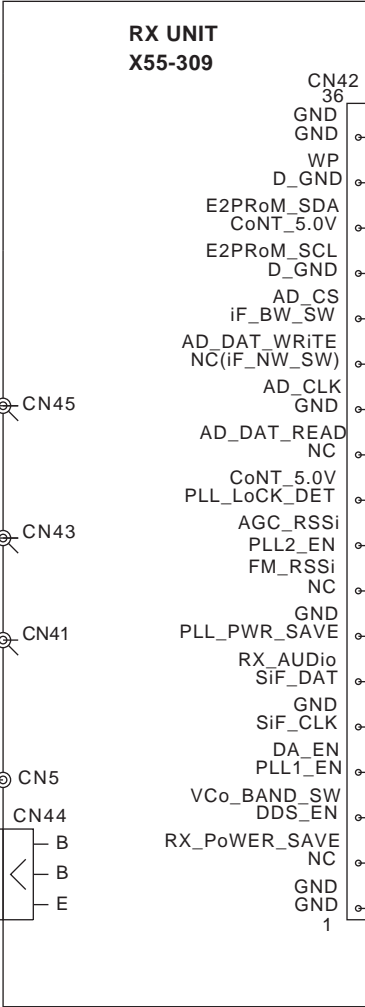 RX UNIT
X55-309
CN42
36
GND
GND
WP
D_GND
E2PRoM_SDA
CoNT_5.0V
E2PRoM_SCL
D_GND
AD_CS
iF_BW_SW
AD_DAT_WRiTE
NC(iF_NW_SW)
AD_CLK
GND
CN45
AD_DAT_READ
NC
CoNT_5.0V
PLL_LoCK_DET
AGC_RSSi
CN43
PLL2_EN
FM_RSSi
NC
GND
PLL_PWR_SAVE
CN41
RX_AUDio
SiF_DAT
GND
SiF_CLK
DA_EN
PLL1_EN
CN5
VCo_BAND_SW
DDS_EN
CN44
RX_PoWER_SAVE
B
NC
B
GND
GND
E
1